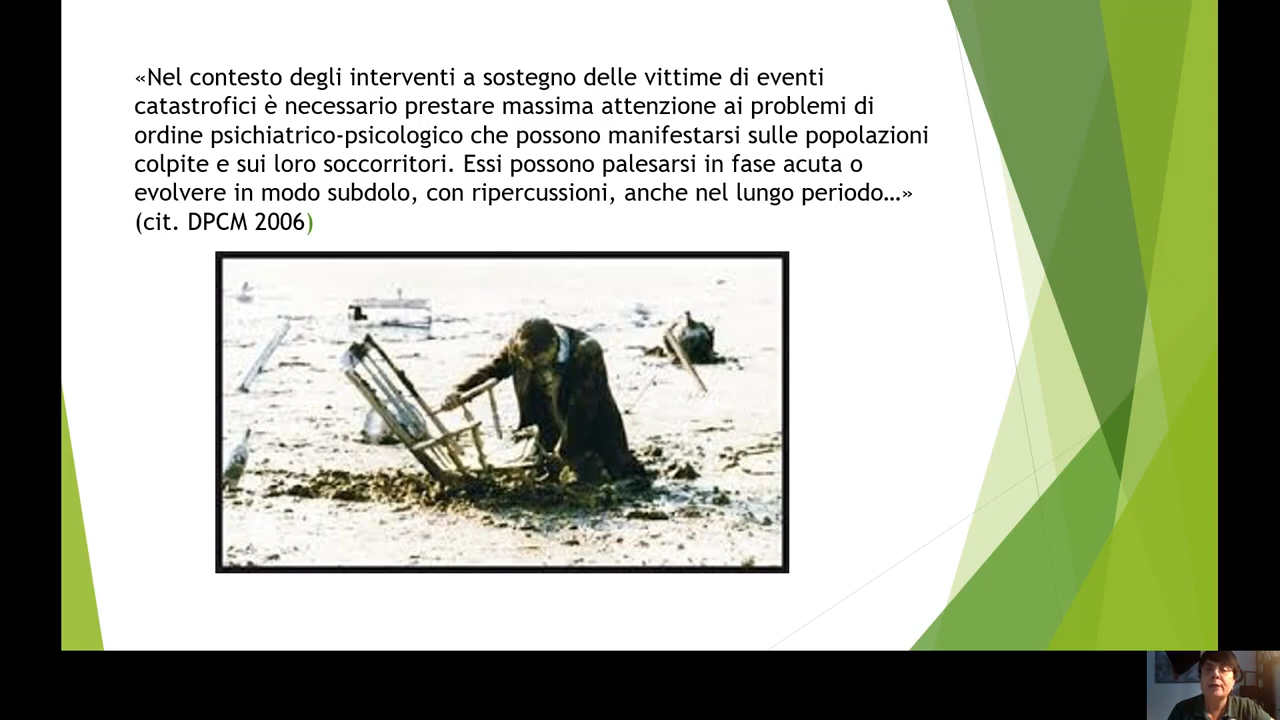 «Nel contesto degli interventi a sostegno delle vittime di eventi
catastrofici è necessario prestare massima attenzione ai problemi di
ordine psichiatrico-psicologico che possono manifestarsi sulle popolazioni
colpite e sui loro soccorritori. Essi possono palesarsi in fase acuta o
evolvere in modo subdolo, con ripercussioni, anche nel lungo periodo…»
(cit. DPCM 2006)